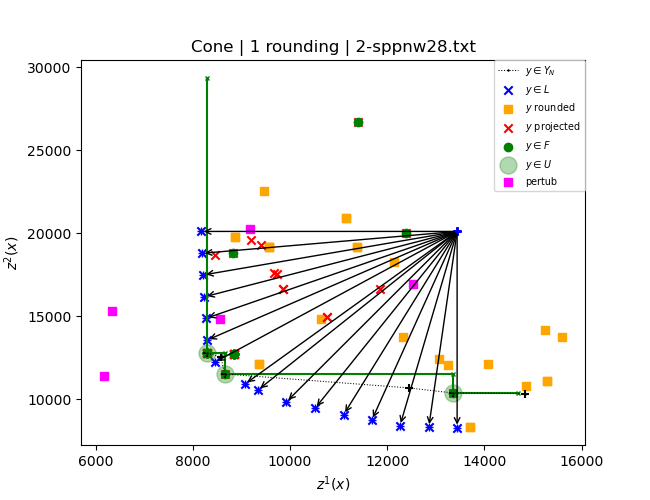 Cone | 1 rounding | 2-sppnw28.txt
30000
25000
20000
15000
10000
z²(x)
6000 8000 10000 12000 14000 16000
z¹(x)
y ∈ Y_N
y ∈ L
y rounded
y projected
y ∈ F
y ∈ U
pertub